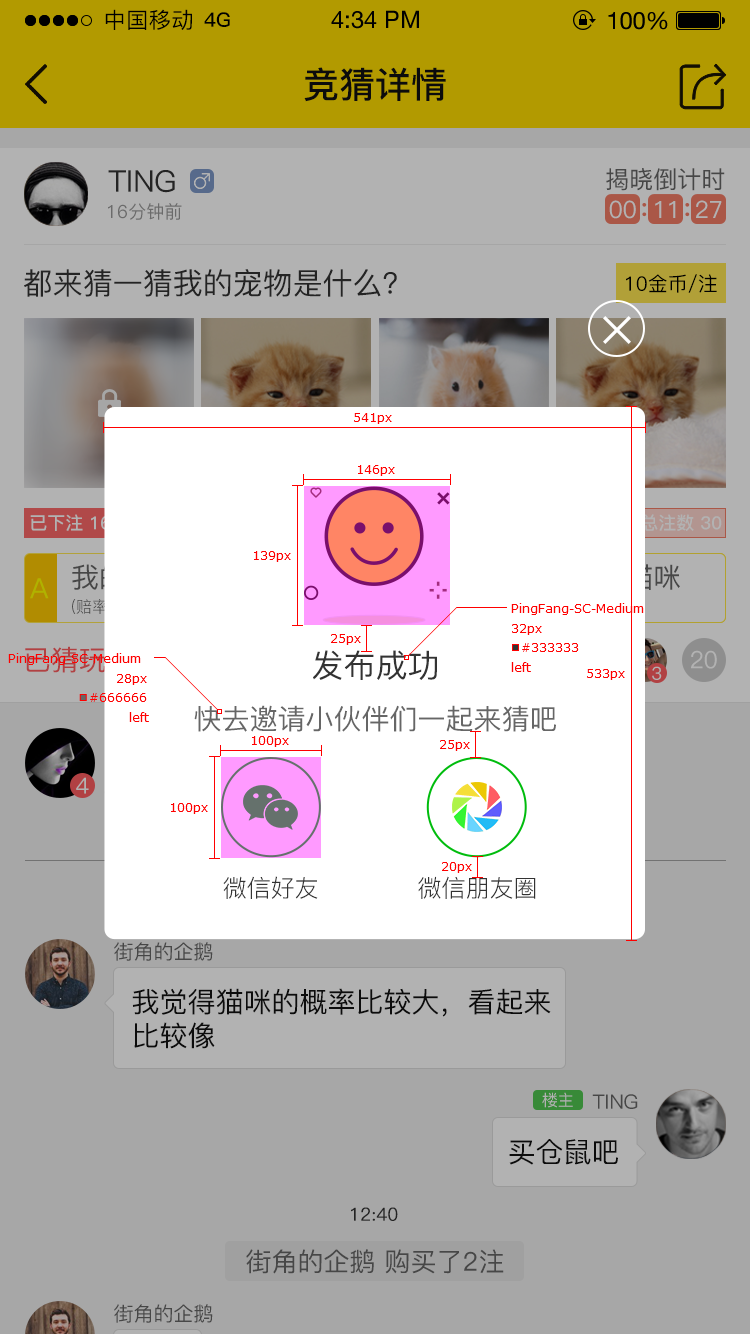 中国移动 4G 4:34 PM 100%
竞猜详情
TING
16分钟前
揭晓倒计时
00:11:27
都来猜一猜我的宠物是什么?
10金币/注
541px
146px
139px
已下注 16
总注数 30
A
我的
猫咪
(赔率
25px
PingFang-SC-Medium
32px
#333333
left
发布成功
已猜玩
PingFang-SC-Medium
28px
#666666
left
533px
3
20
快去邀请小伙伴们一起来猜吧
100px
25px
100px
4
20px
微信好友
微信朋友圈
街角的企鹅
我觉得猫咪的概率比较大，看起来
比较像
楼主 TING
买仓鼠吧
12:40
街角的企鹅 购买了2注
街角的企鹅